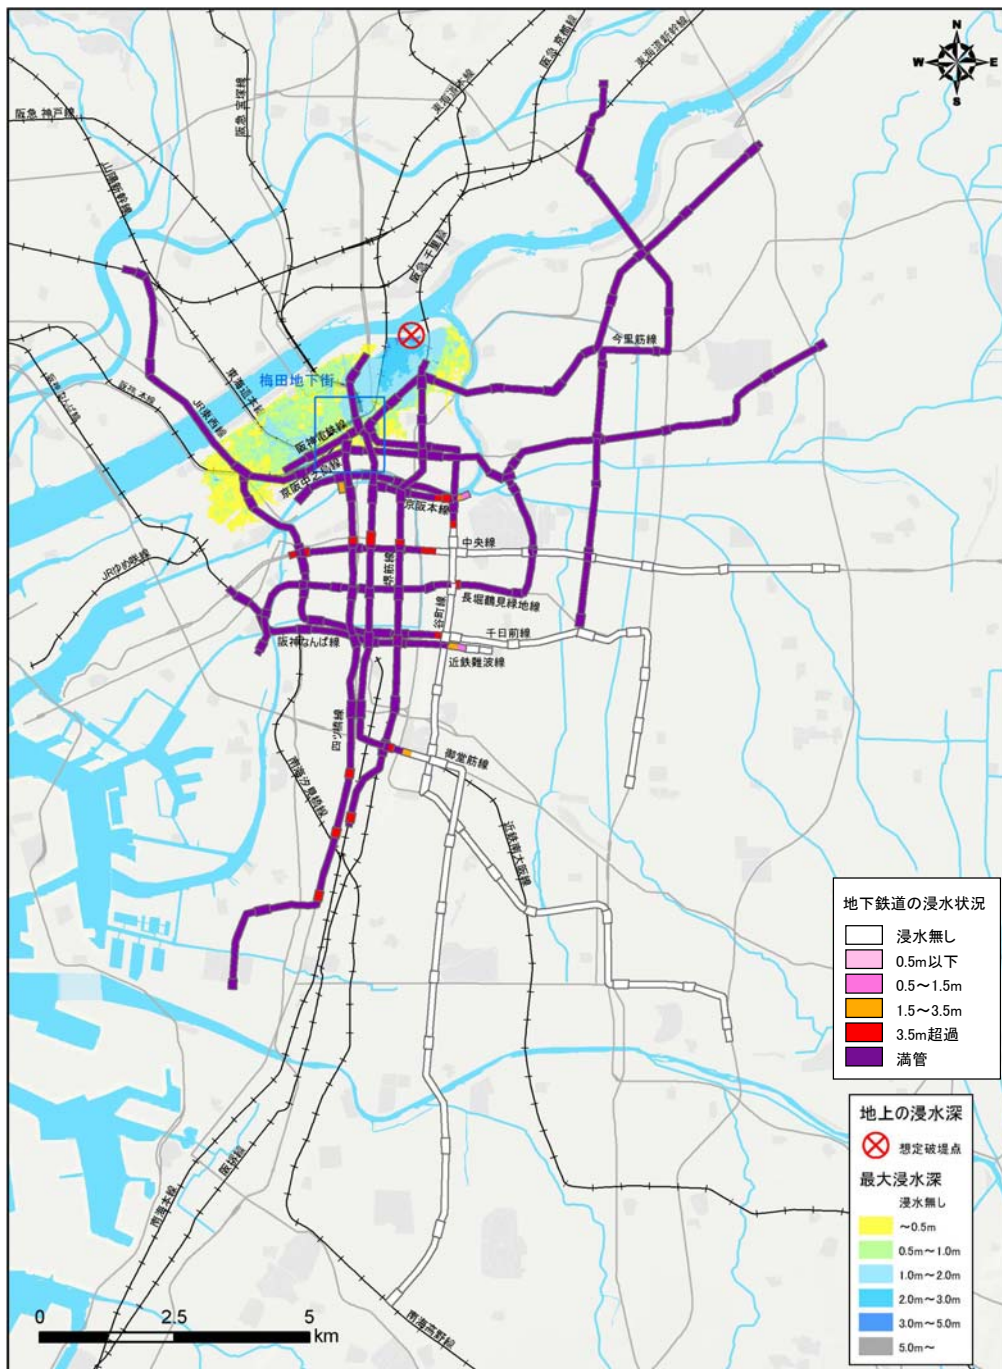 N
W
E
S
阪急 京都線
東海道新幹線
東海道本線
阪急 宝塚線
阪急 神戸線
山陽新幹線
阪急 千里線
今里筋線
梅田地下街
東海道本線
阪神 本線
阪神なんば線
JR東西線
阪神電鉄線
京阪中之島線
京阪本線
中央線
JRゆめ咲線
堺筋線
谷町線
長堀鶴見緑地線
千日前線
阪神なんば線
近鉄難波線
四つ橋線
御堂筋線
南海汐見橋線
近鉄南大阪線
地下鉄道の浸水状況
浸水無し
0.5m以下
0.5～1.5m
1.5～3.5m
3.5m超過
満管
地上の浸水深
想定破堤点
最大浸水深
浸水無し
～0.5m
0.5m～1.0m
1.0m～2.0m
2.0m～3.0m
3.0m～5.0m
5.0m～
阪堺線
南海本線
南海高野線
0
2.5
5
km